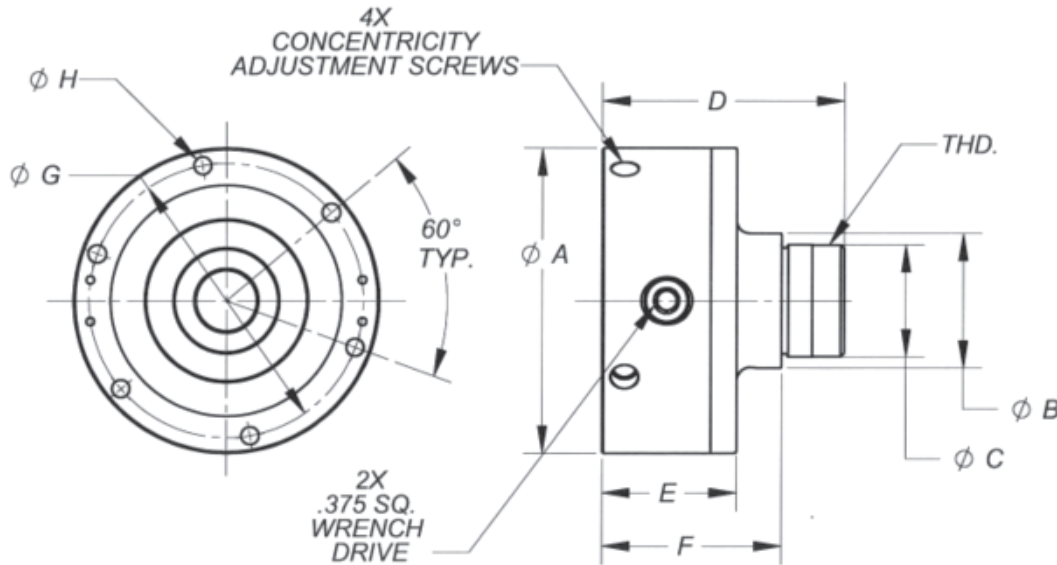 4X
CONCENTRICITY
ADJUSTMENT SCREWS
Ø H
Ø G
60°
TYP.
D
THD.
Ø A
Ø B
Ø C
E
F
2X
.375 SQ.
WRENCH
DRIVE